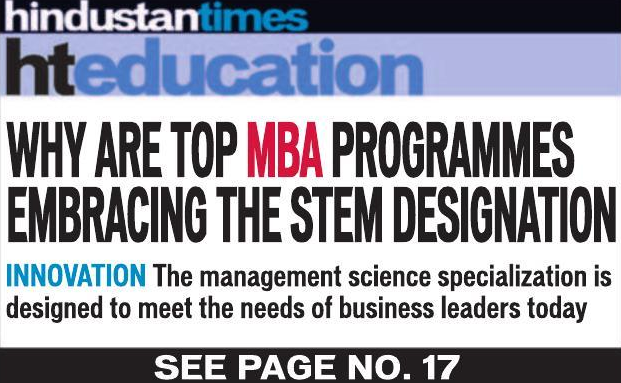 hindustantimes
hteducation
WHY ARE TOP MBA PROGRAMMES
EMBRACING THE STEM DESIGNATION
INNOVATION The management science specialization is
designed to meet the needs of business leaders today
SEE PAGE NO. 17